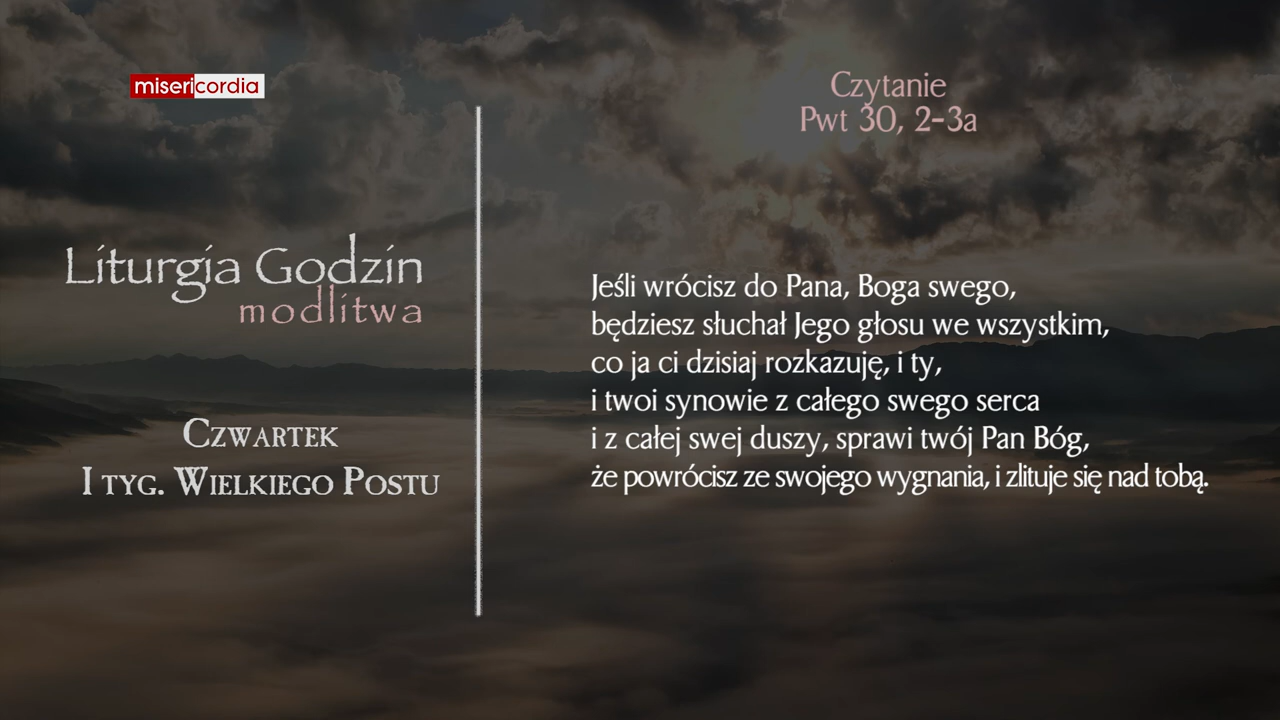 misericordia
Liturgia Godzin
modlitwa
Czwartek
I tyg. Wielkiego Postu
Czytanie
Pwt 30, 2-3a
Jeśli wrócisz do Pana, Boga swego,
będziesz słuchał Jego głosu we wszystkim,
co ja ci dzisiaj rozkazuję, i ty,
i twoi synowie z całego swego serca
i z całej swej duszy, sprawi twój Pan Bóg,
że powrócisz ze swojego wygnania, i zlituje się nad tobą.